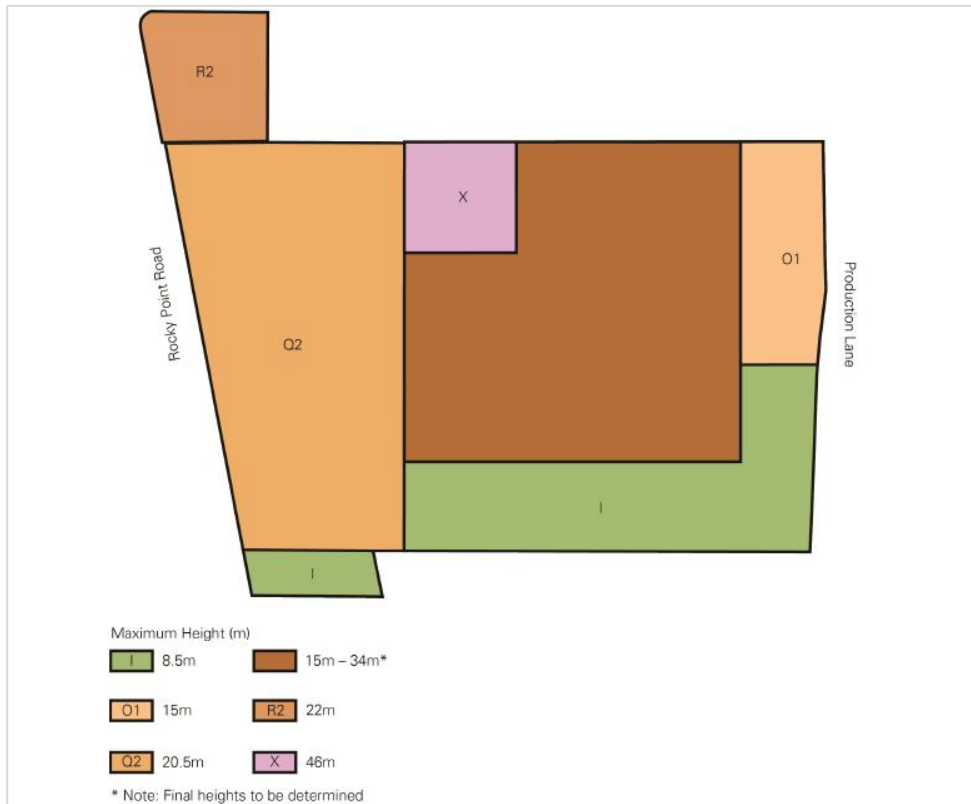 R2
X
O1
Rocky Point Road
Q2
Production Lane
I
I
Maximum Height (m)
I 8.5m 15m – 34m*
O1 15m R2 22m
Q2 20.5m X 46m
* Note: Final heights to be determined